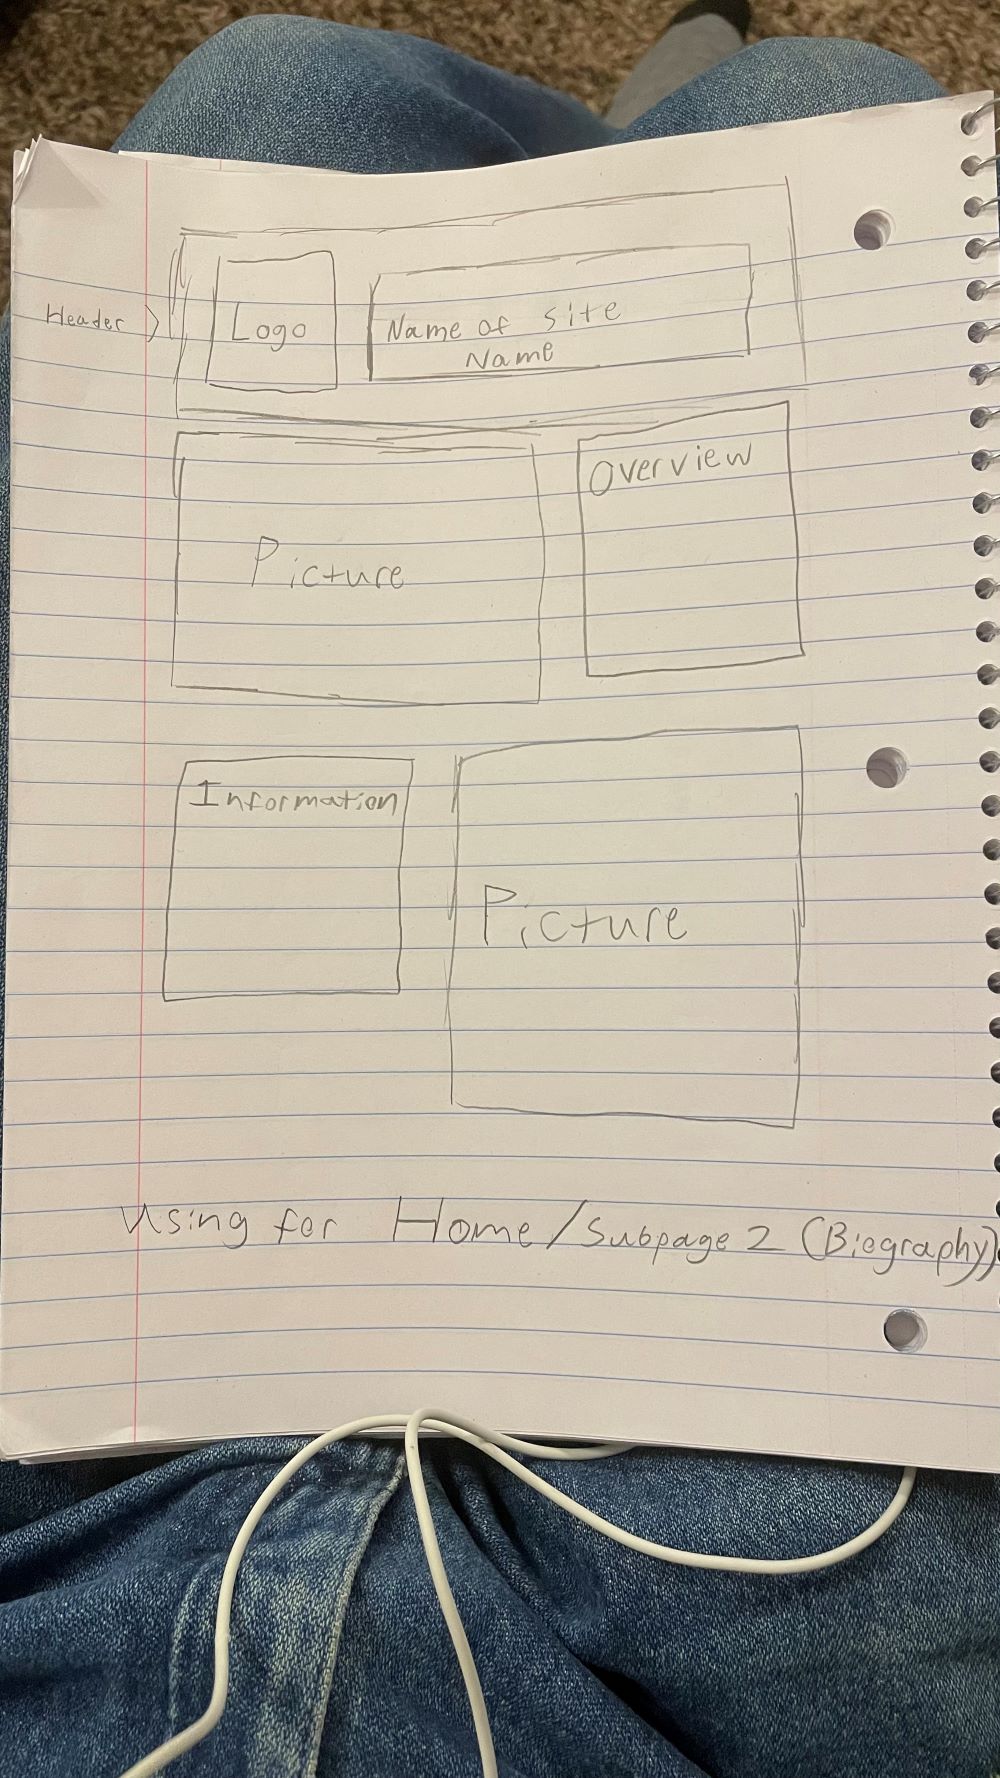 Header
Logo
Name of site
Name
Picture
Overview
Information
Picture
Using for Home/Subpage 2 (Biography)